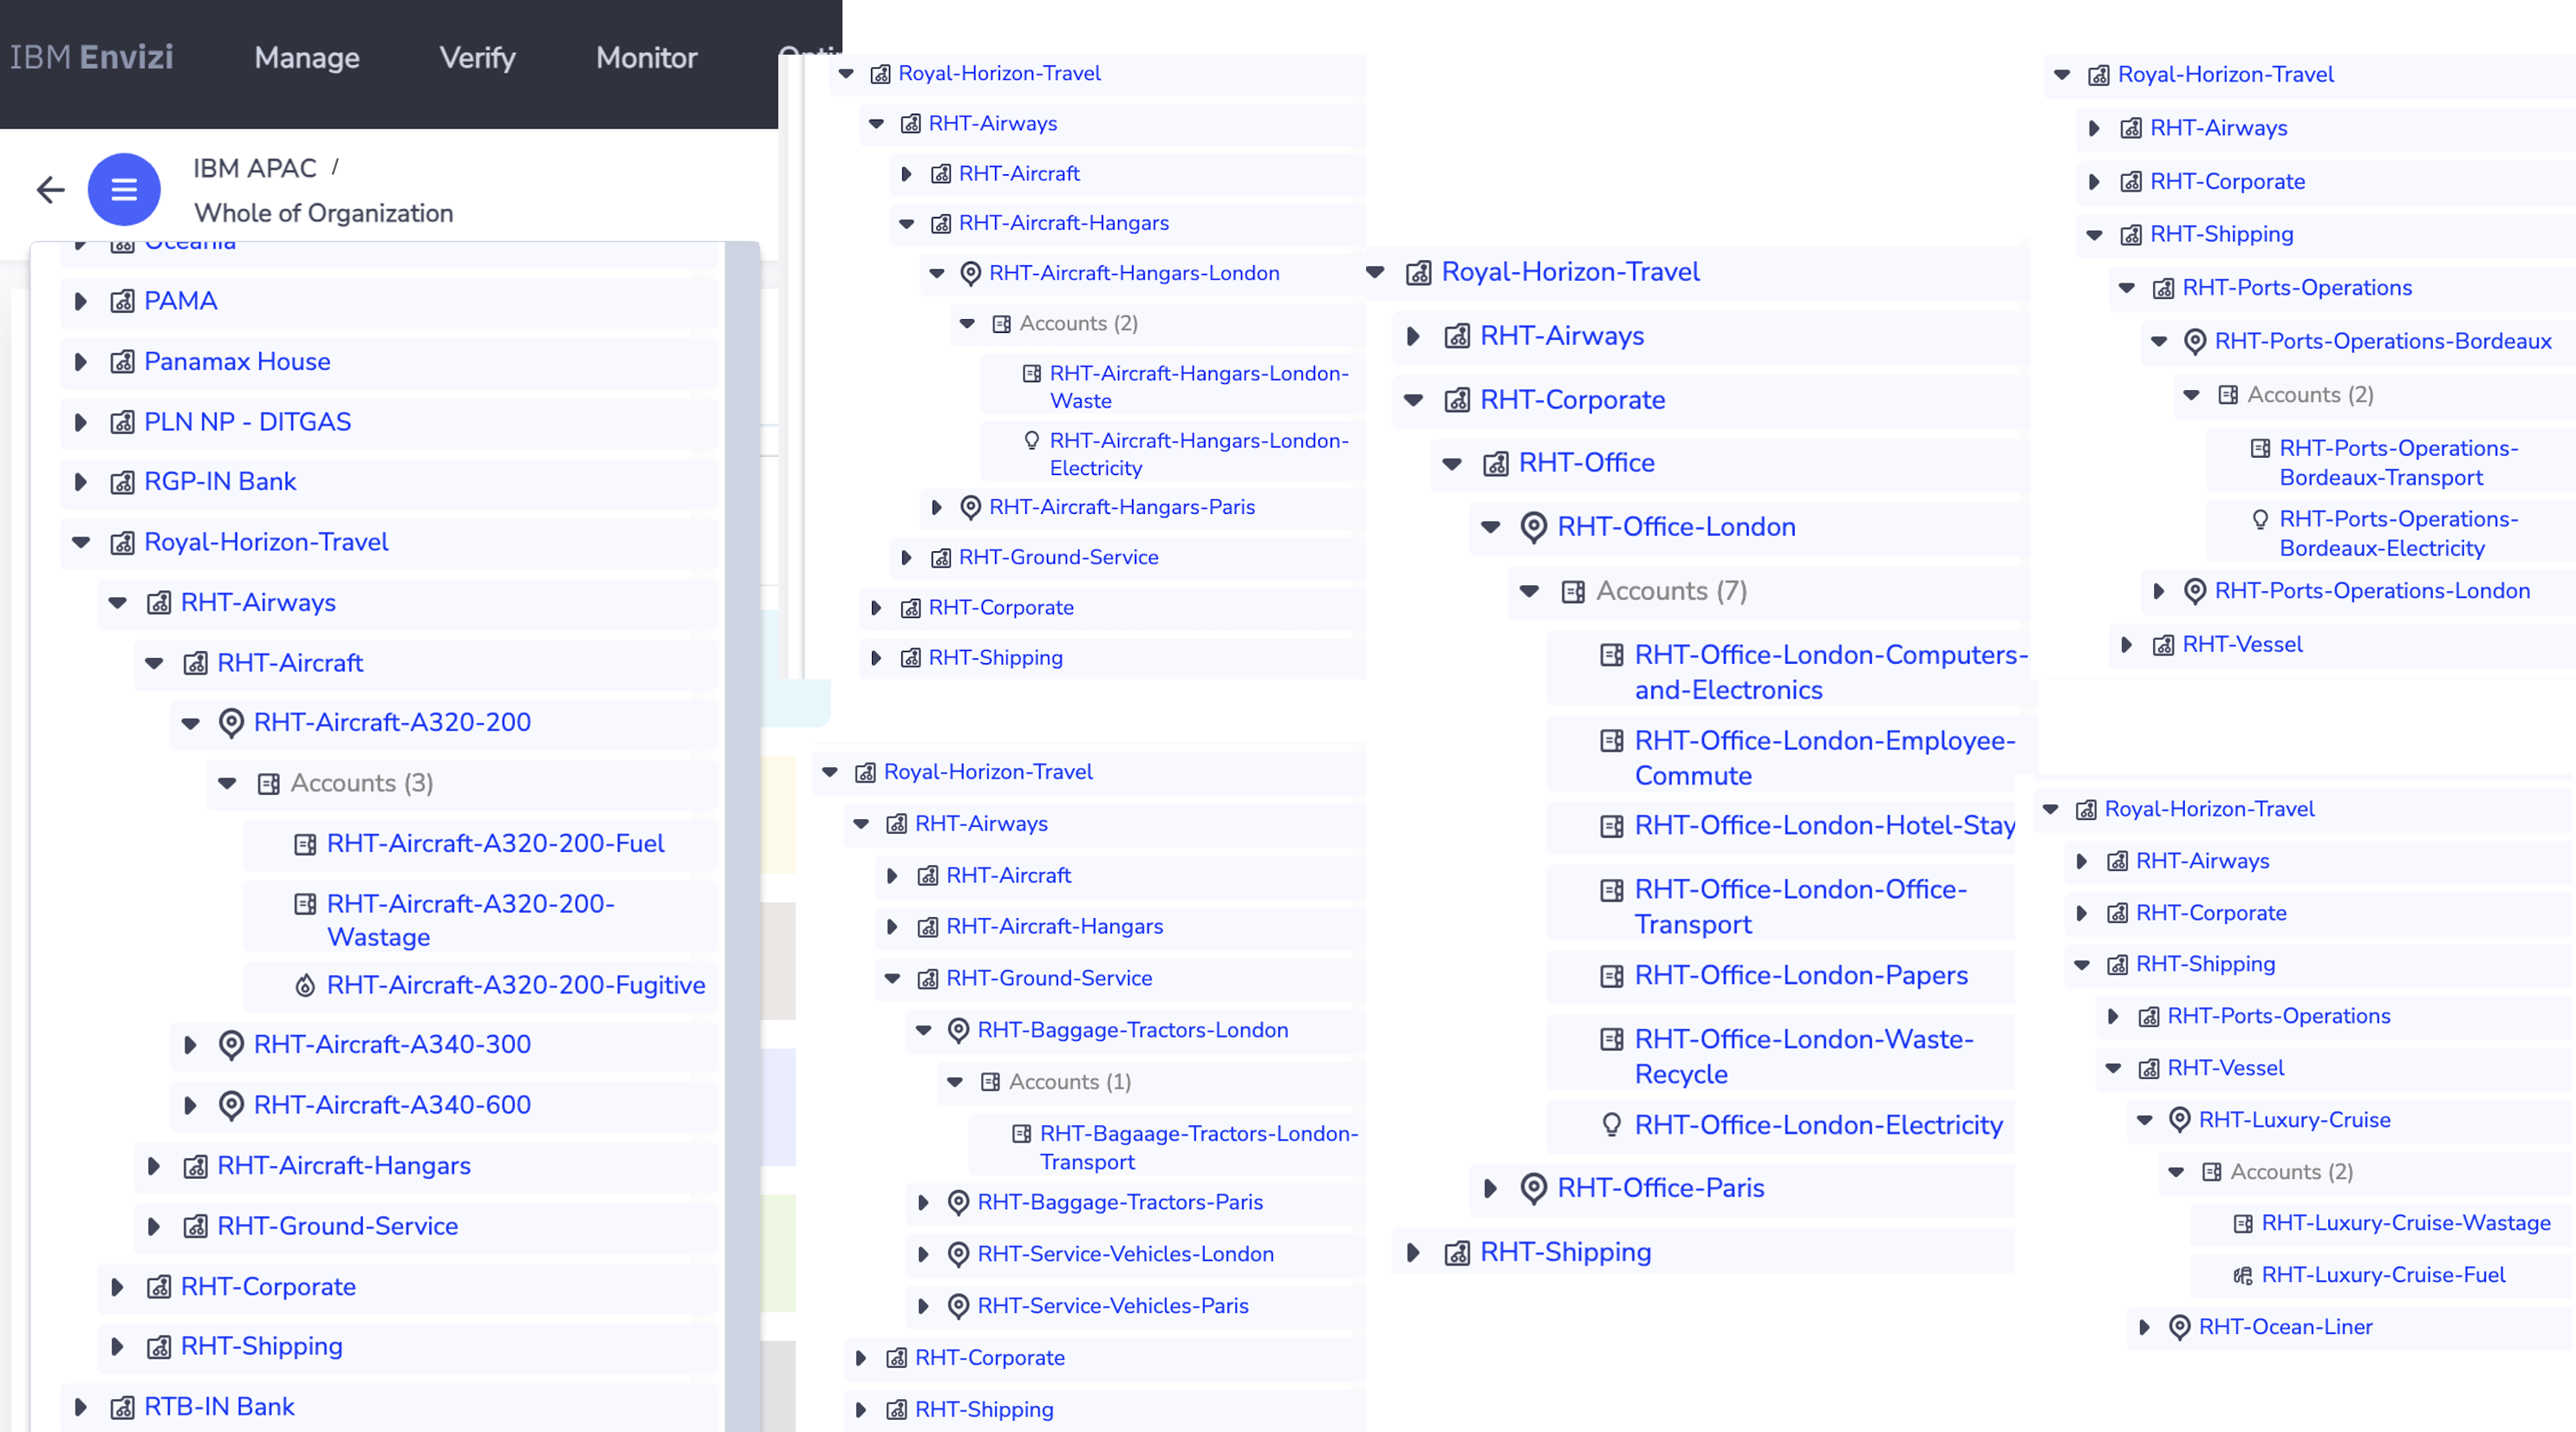 IBM Envizi
Manage
Verify
Monitor
IBM APAC /
Whole of Organization
Oceania
PAMA
Panamax House
PLN NP - DITGAS
RGP-IN Bank
Royal-Horizon-Travel
RHT-Airways
RHT-Aircraft
RHT-Aircraft-A320-200
Accounts (3)
RHT-Aircraft-A320-200-Fuel
RHT-Aircraft-A320-200-
Wastage
RHT-Aircraft-A320-200-Fugitive
RHT-Aircraft-A340-300
RHT-Aircraft-A340-600
RHT-Aircraft-Hangars
RHT-Ground-Service
RHT-Corporate
RHT-Shipping
RTB-IN Bank
Royal-Horizon-Travel
RHT-Airways
RHT-Aircraft
RHT-Aircraft-Hangars
RHT-Aircraft-Hangars-London
Accounts (2)
RHT-Aircraft-Hangars-London-
Waste
RHT-Aircraft-Hangars-London-
Electricity
RHT-Aircraft-Hangars-Paris
RHT-Ground-Service
RHT-Corporate
RHT-Shipping
Royal-Horizon-Travel
RHT-Airways
RHT-Aircraft
RHT-Aircraft-Hangars
RHT-Ground-Service
RHT-Baggage-Tractors-London
Accounts (1)
RHT-Bagaage-Tractors-London-
Transport
RHT-Baggage-Tractors-Paris
RHT-Service-Vehicles-London
RHT-Service-Vehicles-Paris
RHT-Corporate
RHT-Shipping
Royal-Horizon-Travel
RHT-Airways
RHT-Corporate
RHT-Office
RHT-Office-London
Accounts (7)
RHT-Office-London-Computers-
and-Electronics
RHT-Office-London-Employee-
Commute
RHT-Office-London-Hotel-Stay
RHT-Office-London-Office-
Transport
RHT-Office-London-Papers
RHT-Office-London-Waste-
Recycle
RHT-Office-London-Electricity
RHT-Office-Paris
RHT-Shipping
Royal-Horizon-Travel
RHT-Airways
RHT-Corporate
RHT-Shipping
RHT-Ports-Operations
RHT-Ports-Operations-Bordeaux
Accounts (2)
RHT-Ports-Operations-
Bordeaux-Transport
RHT-Ports-Operations-
Bordeaux-Electricity
RHT-Ports-Operations-London
RHT-Vessel
Royal-Horizon-Travel
RHT-Airways
RHT-Corporate
RHT-Shipping
RHT-Ports-Operations
RHT-Vessel
RHT-Luxury-Cruise
Accounts (2)
RHT-Luxury-Cruise-Wastage
RHT-Luxury-Cruise-Fuel
RHT-Ocean-Liner